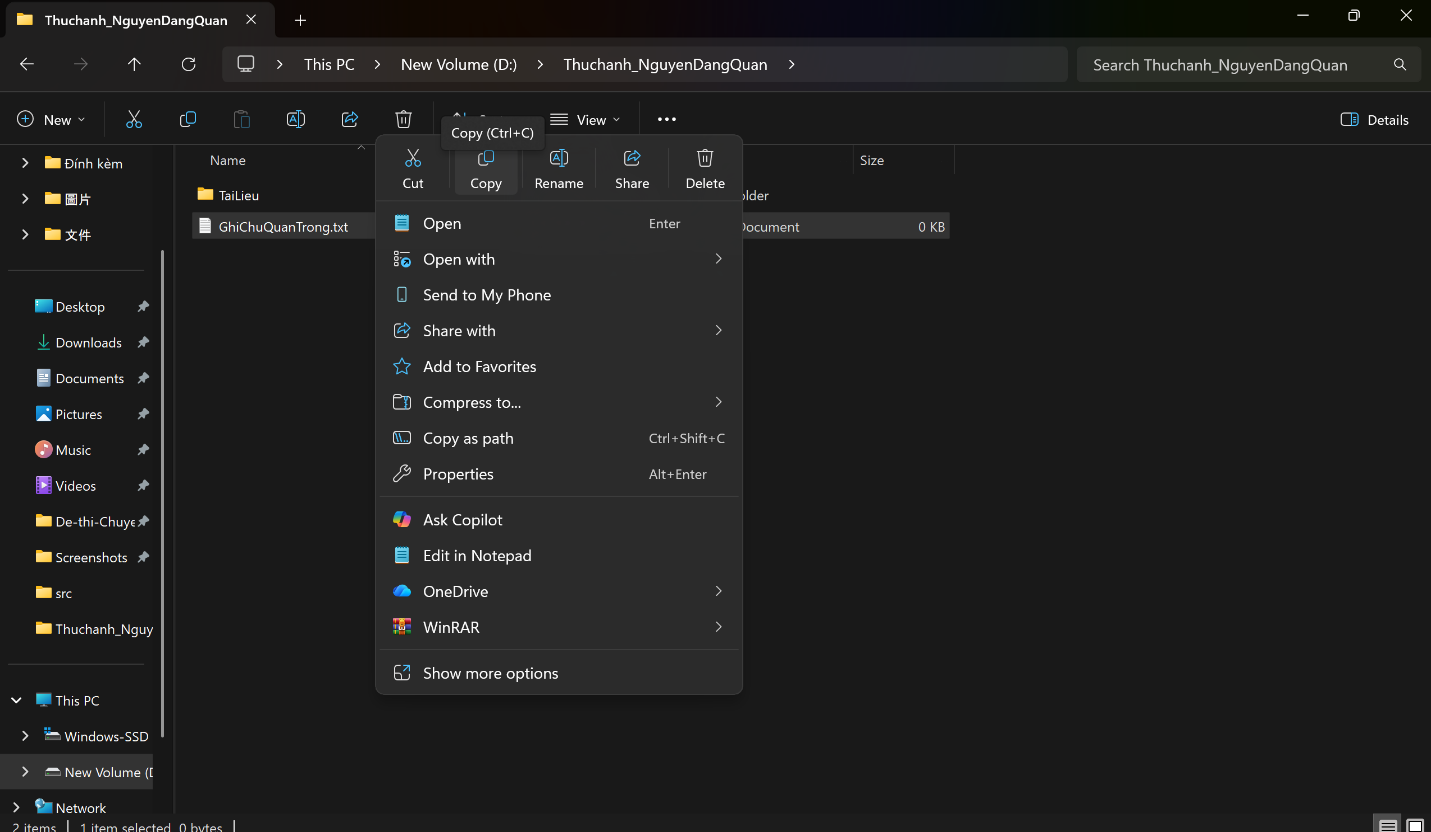 Thuchanh_NguyenDangQuan
This PC
New Volume (D:)
Thuchanh_NguyenDangQuan
Search Thuchanh_NguyenDangQuan
New
View
Details
Copy (Ctrl+C)
Đính kèm
圖片
文件
Desktop
Downloads
Documents
Pictures
Music
Videos
De-thi-Chuye
Screenshots
src
Thuchanh_Nguy
This PC
Windows-SSD
New Volume (D
Network
Name
Size
TaiLieu
older
GhiChuQuanTrong.txt
Document
0 KB
Cut
Copy
Rename
Share
Delete
Open Enter
Open with
Send to My Phone
Share with
Add to Favorites
Compress to...
Copy as path Ctrl+Shift+C
Properties Alt+Enter
Ask Copilot
Edit in Notepad
OneDrive
WinRAR
Show more options
2 items
1 item selected 0 bytes